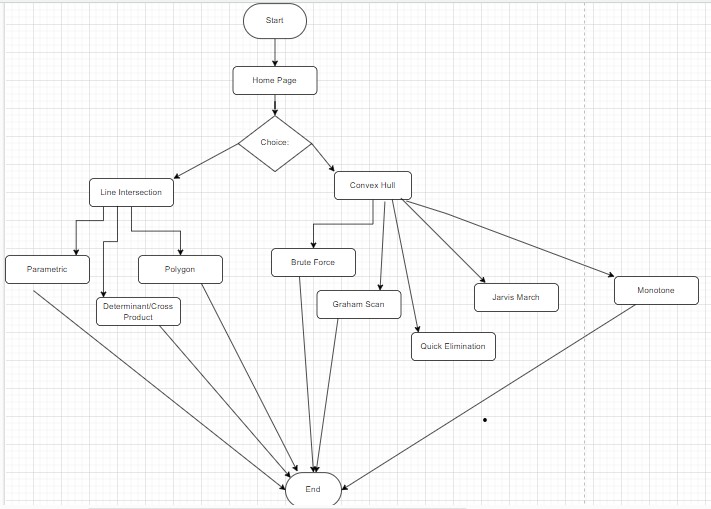 Start
Home Page
Choice:
Line Intersection
Convex Hull
Parametric
Polygon
Brute Force
Determinant/Cross
Product
Graham Scan
Jarvis March
Monotone
Quick Elimination
End